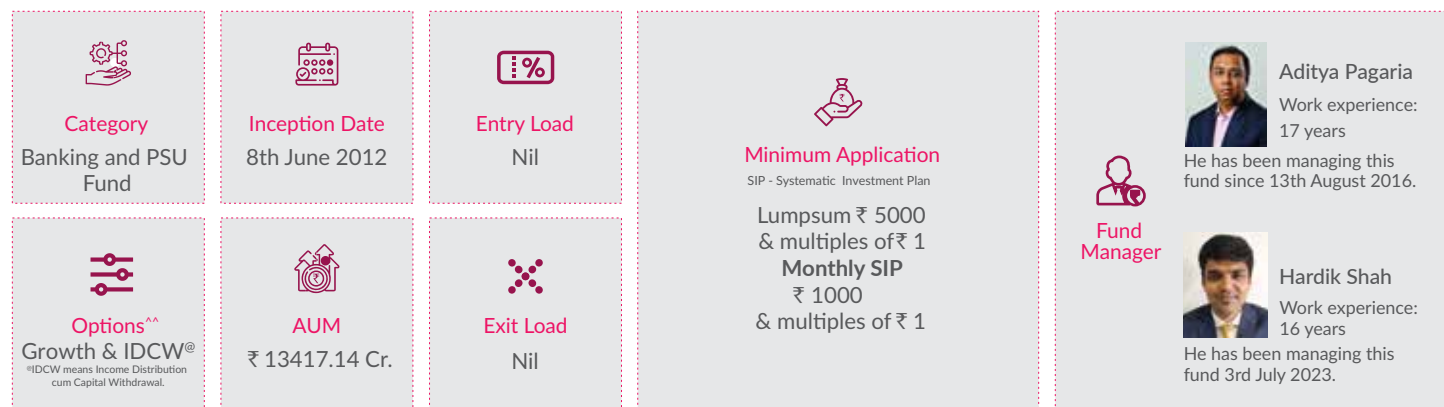 Category
Banking and PSU
Fund
Inception Date
8th June 2012
%
Entry Load
Nil
Options^^
Growth & IDCW@
@IDCW means Income Distribution
cum Capital Withdrawal.
₹
AUM
₹ 13417.14 Cr.
Exit Load
Nil
₹
Minimum Application
SIP - Systematic Investment Plan
Lumpsum ₹ 5000
& multiples of ₹ 1
Monthly SIP
₹ 1000
& multiples of ₹ 1
₹
Fund
Manager
Aditya Pagaria
Work experience:
17 years
He has been managing this
fund since 13th August 2016.
Hardik Shah
Work experience:
16 years
He has been managing this
fund 3rd July 2023.